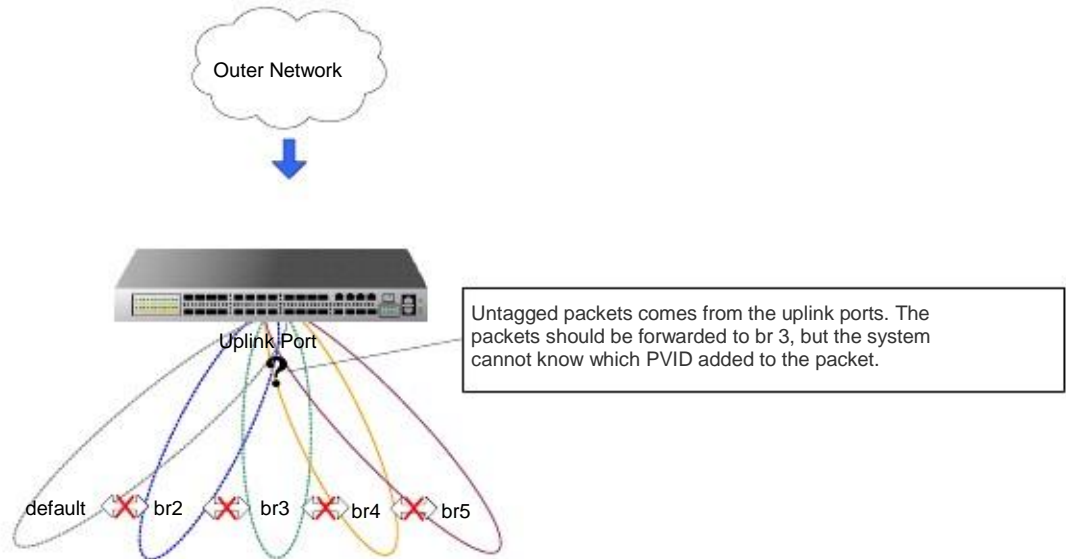 Outer Network
Untagged packets comes from the uplink ports. The
packets should be forwarded to br 3, but the system
cannot know which PVID added to the packet.
Uplink Port
?
default
br2
br3
br4
br5